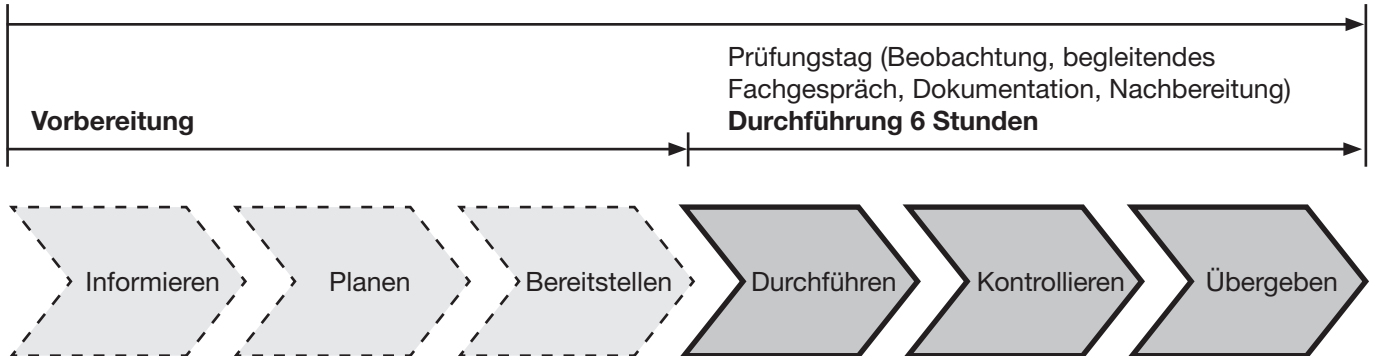 Prüfungstag (Beobachtung, begleitendes
Fachgespräch, Dokumentation, Nachbereitung)
Vorbereitung
Durchführung 6 Stunden
Informieren
Planen
Bereitstellen
Durchführen
Kontrollieren
Übergeben